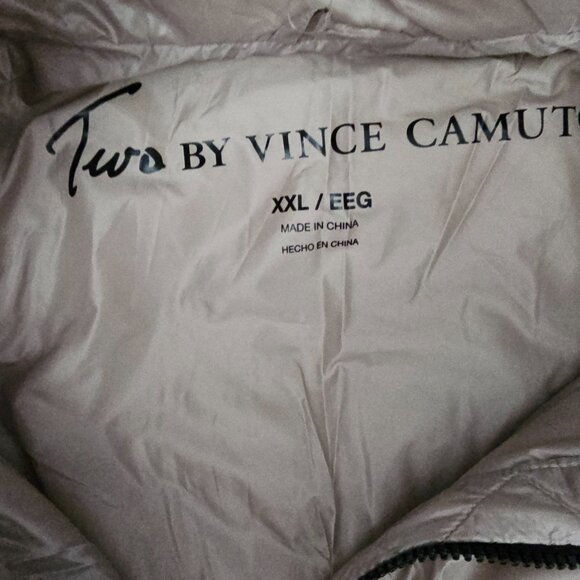 Two BY VINCE CAMUTO
XXL / EEG
MADE IN CHINA
HECHO EN CHINA